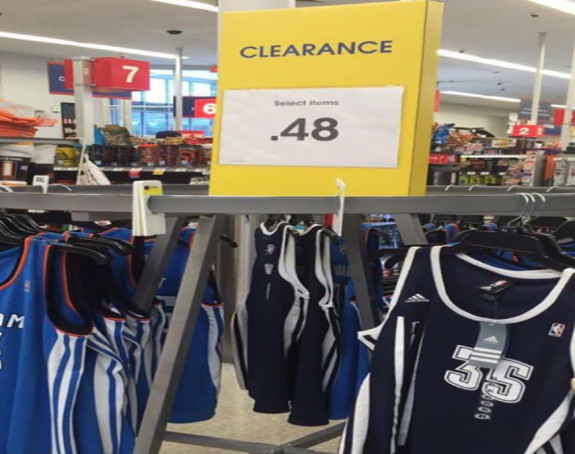 CLEARANCE
Select Items
.48
7
6
2
35
adidas